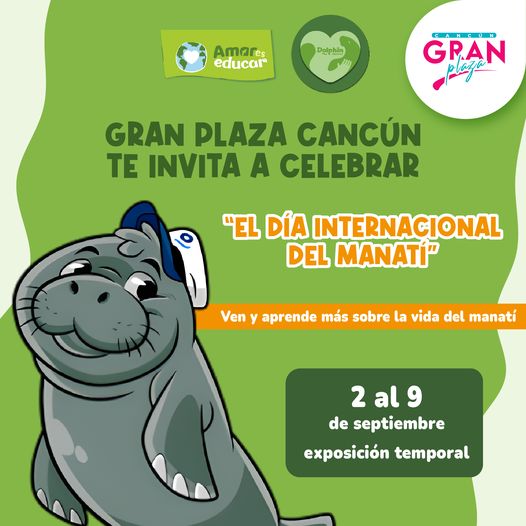 Amor es
educar
Dolphin
CANCÚN
GRAN
plaza
GRAN PLAZA CANCÚN
TE INVITA A CELEBRAR
“EL DÍA INTERNACIONAL
DEL MANATÍ”
Ven y aprende más sobre la vida del manatí
2 al 9
de septiembre
exposición temporal